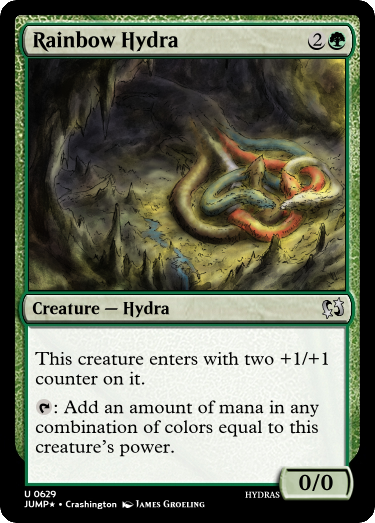 Rainbow Hydra 2
Creature — Hydra
This creature enters with two +1/+1
counter on it.
: Add an amount of mana in any
combination of colors equal to this
creature's power.
0/0
U 0629
HYDRAS
JUMP★ • Crashington James Groeling